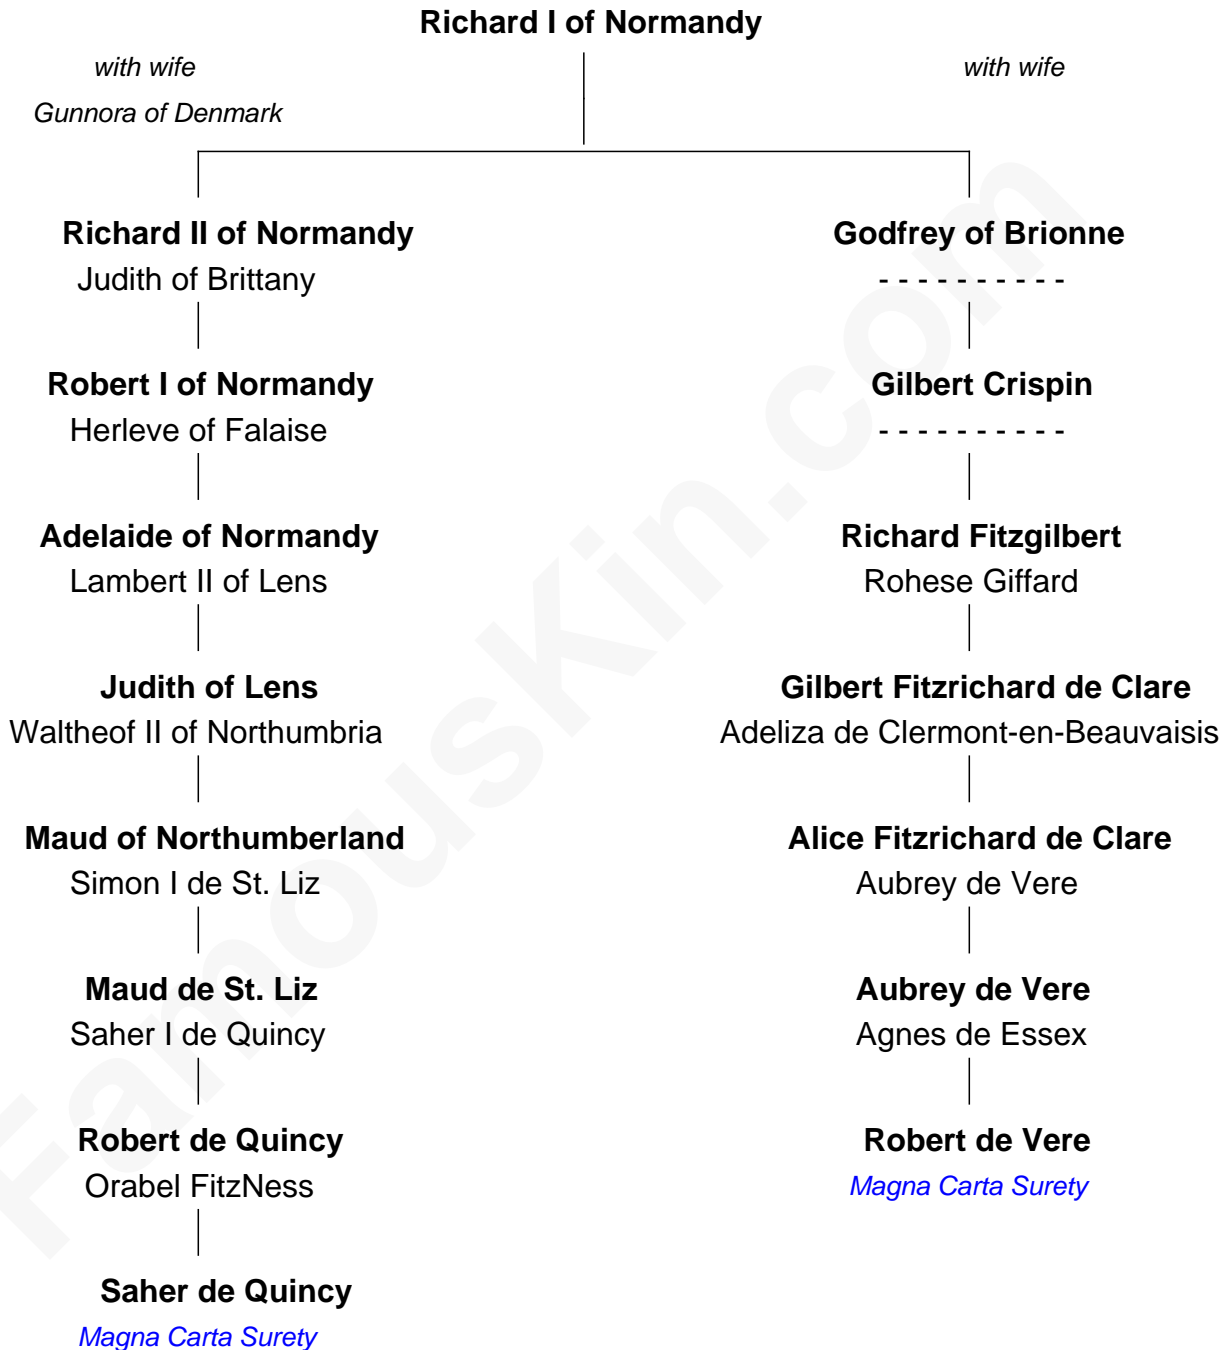 Richard I of Normandy
with wife
with wife
Gunnora of Denmark
Richard II of Normandy
Godfrey of Brionne
Judith of Brittany
- - - - - - - - - -
Robert I of Normandy
Gilbert Crispin
Herleve of Falaise
- - - - - - - - - -
Adelaide of Normandy
Richard Fitzgilbert
Lambert II of Lens
Rohese Giffard
Judith of Lens
Gilbert Fitzrichard de Clare
Waltheof II of Northumbria
Adeliza de Clermont-en-Beauvaisis
Maud of Northumberland
Alice Fitzrichard de Clare
Simon I de St. Liz
Aubrey de Vere
Maud de St. Liz
Aubrey de Vere
Saher I de Quincy
Agnes de Essex
Robert de Quincy
Robert de Vere
Orabel FitzNess
Magna Carta Surety
Saher de Quincy
Magna Carta Surety
FamousKin.com